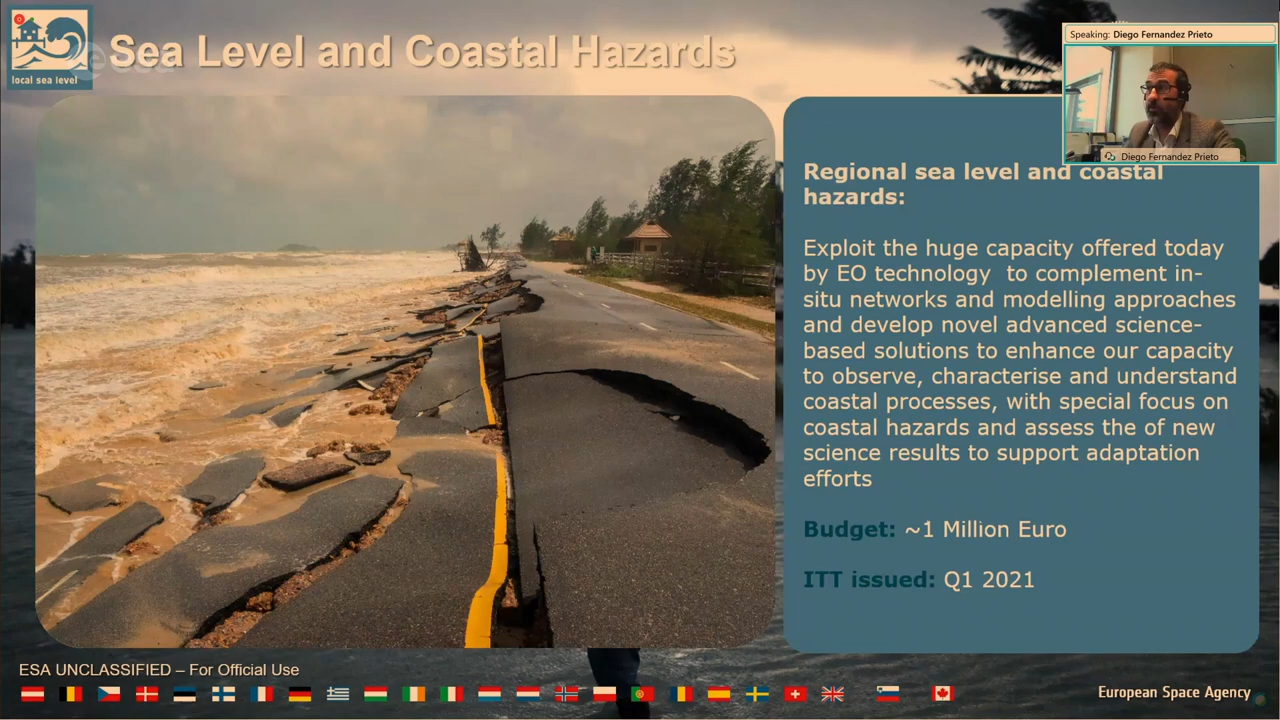 local sea level
Sea Level and Coastal Hazards
Speaking: Diego Fernandez Prieto
Diego Fernandez Prieto
Regional sea level and coastal
hazards:
Exploit the huge capacity offered today
by EO technology to complement in-
situ networks and modelling approaches
and develop novel advanced science-
based solutions to enhance our capacity
to observe, characterise and understand
coastal processes, with special focus on
coastal hazards and assess the of new
science results to support adaptation
efforts
Budget: ~1 Million Euro
ITT issued: Q1 2021
ESA UNCLASSIFIED – For Official Use
European Space Agency